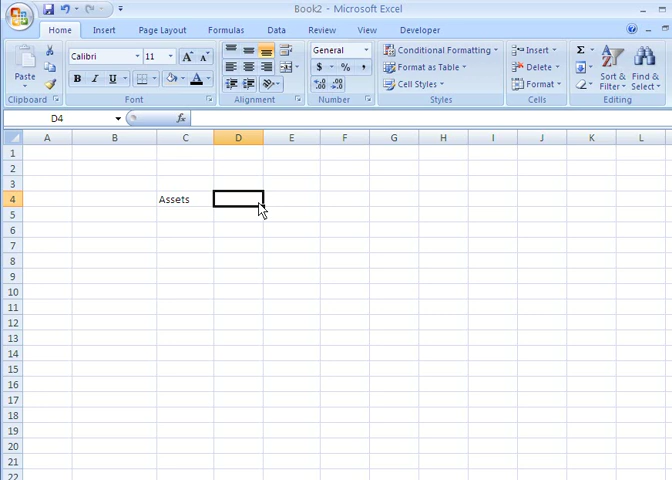 Book2 - Microsoft Excel
Home Insert Page Layout Formulas Data Review View Developer
Calibri 11 A A General Conditional Formatting Insert Σ
Paste B I U A $ % , Format as Table Delete Sort & Find &
Cell Styles Format Filter Select
Clipboard Font Alignment Number Styles Cells Editing
D4 fx
A B C D E F G H I J K L
1
2
3
4 Assets
5
6
7
8
9
10
11
12
13
14
15
16
17
18
19
20
21
22